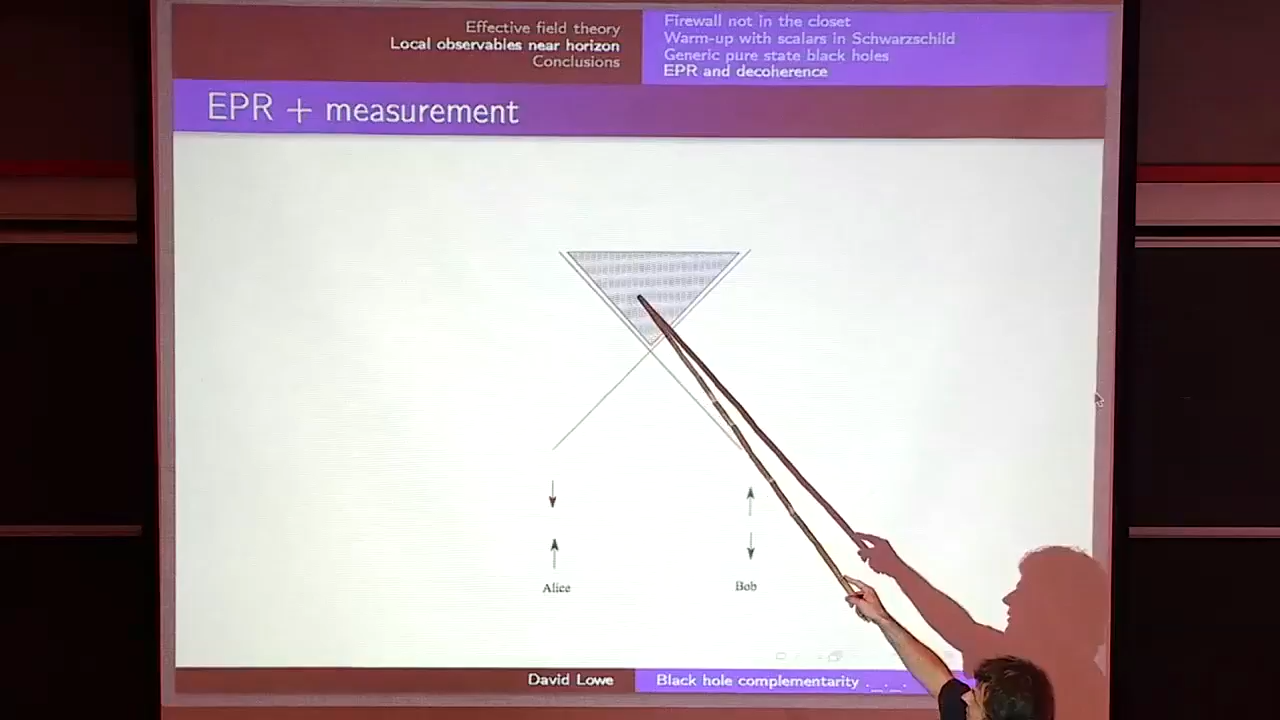 Effective field theory
Local observables near horizon
Conclusions
Firewall not in the closet
Warm-up with scalars in Schwarzschild
Generic pure state black holes
EPR and decoherence
EPR + measurement
Alice
Bob
David Lowe
Black hole complementarity . . .